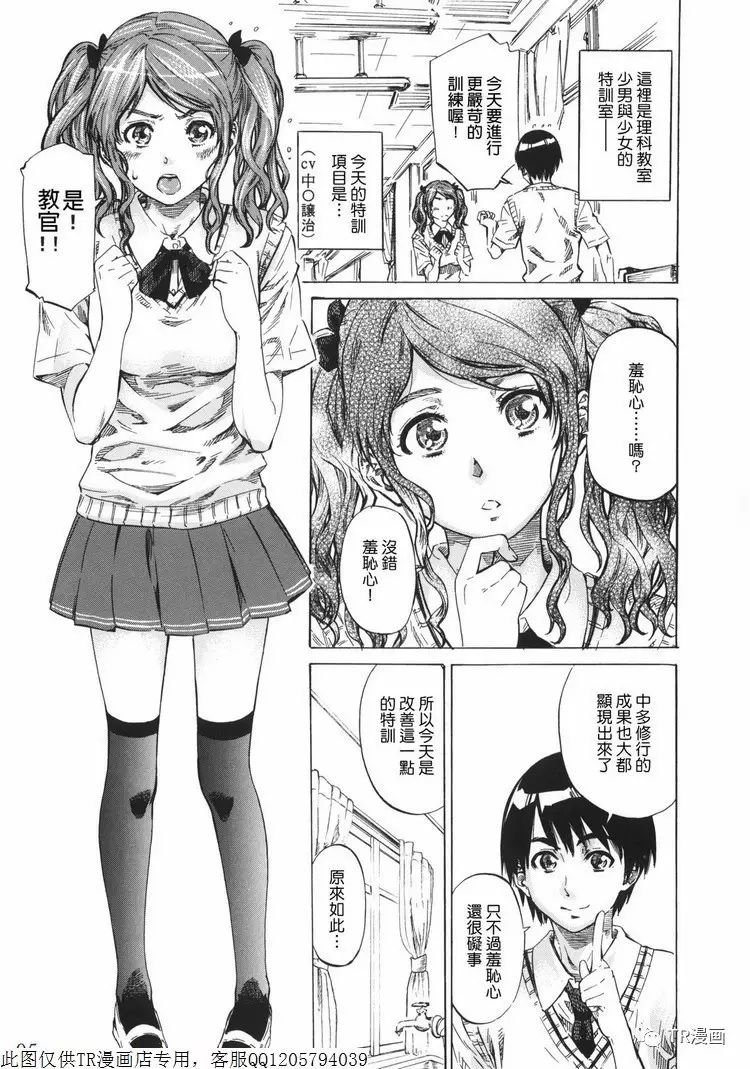 這裡是理科教室
少男與少女的
特訓室——
今天要進行
更嚴苛的
訓練喔！
今天的特訓
項目是…
（cv中〇讓治）
是！
教官！！
羞恥心……嗎？
沒錯
羞恥心！
中多修行的
成果也大都
顯現出來了
只不過羞恥心
還很礙事
所以今天是
改善這一點
的特訓
原來如此…
TR漫画
此图仅供TR漫画店专用，客服QQ1205794039